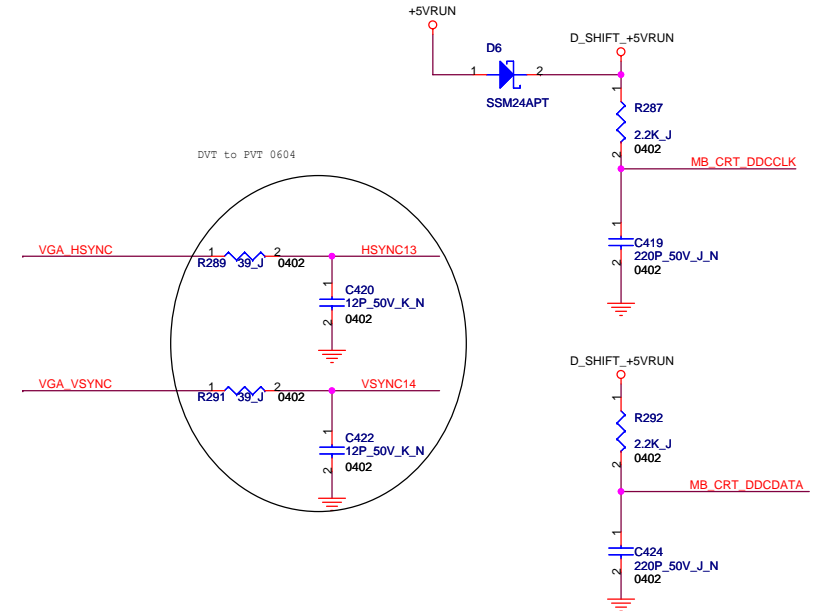 +5VRUN
D_SHIFT_+5VRUN
D6
1 2
SSM24APT
1
R287
2.2K_J
2 0402
MB_CRT_DDCCLK
1
C419
220P_50V_J_N
2 0402
DVT to PVT 0604
VGA_HSYNC
1 2
HSYNC13
R289 39_J 0402
1
C420
12P_50V_K_N
2 0402
VGA_VSYNC
1 2
VSYNC14
R291 39_J 0402
1
C422
12P_50V_K_N
2 0402
D_SHIFT_+5VRUN
1
R292
2.2K_J
2 0402
MB_CRT_DDCDATA
1
C424
220P_50V_J_N
2 0402